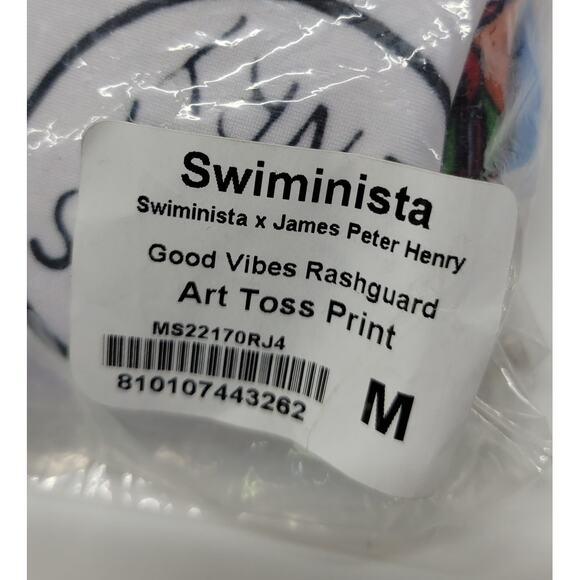 Swiminista
Swiminista x James Peter Henry
Good Vibes Rashguard
Art Toss Print
MS22170RJ4
810107443262
M